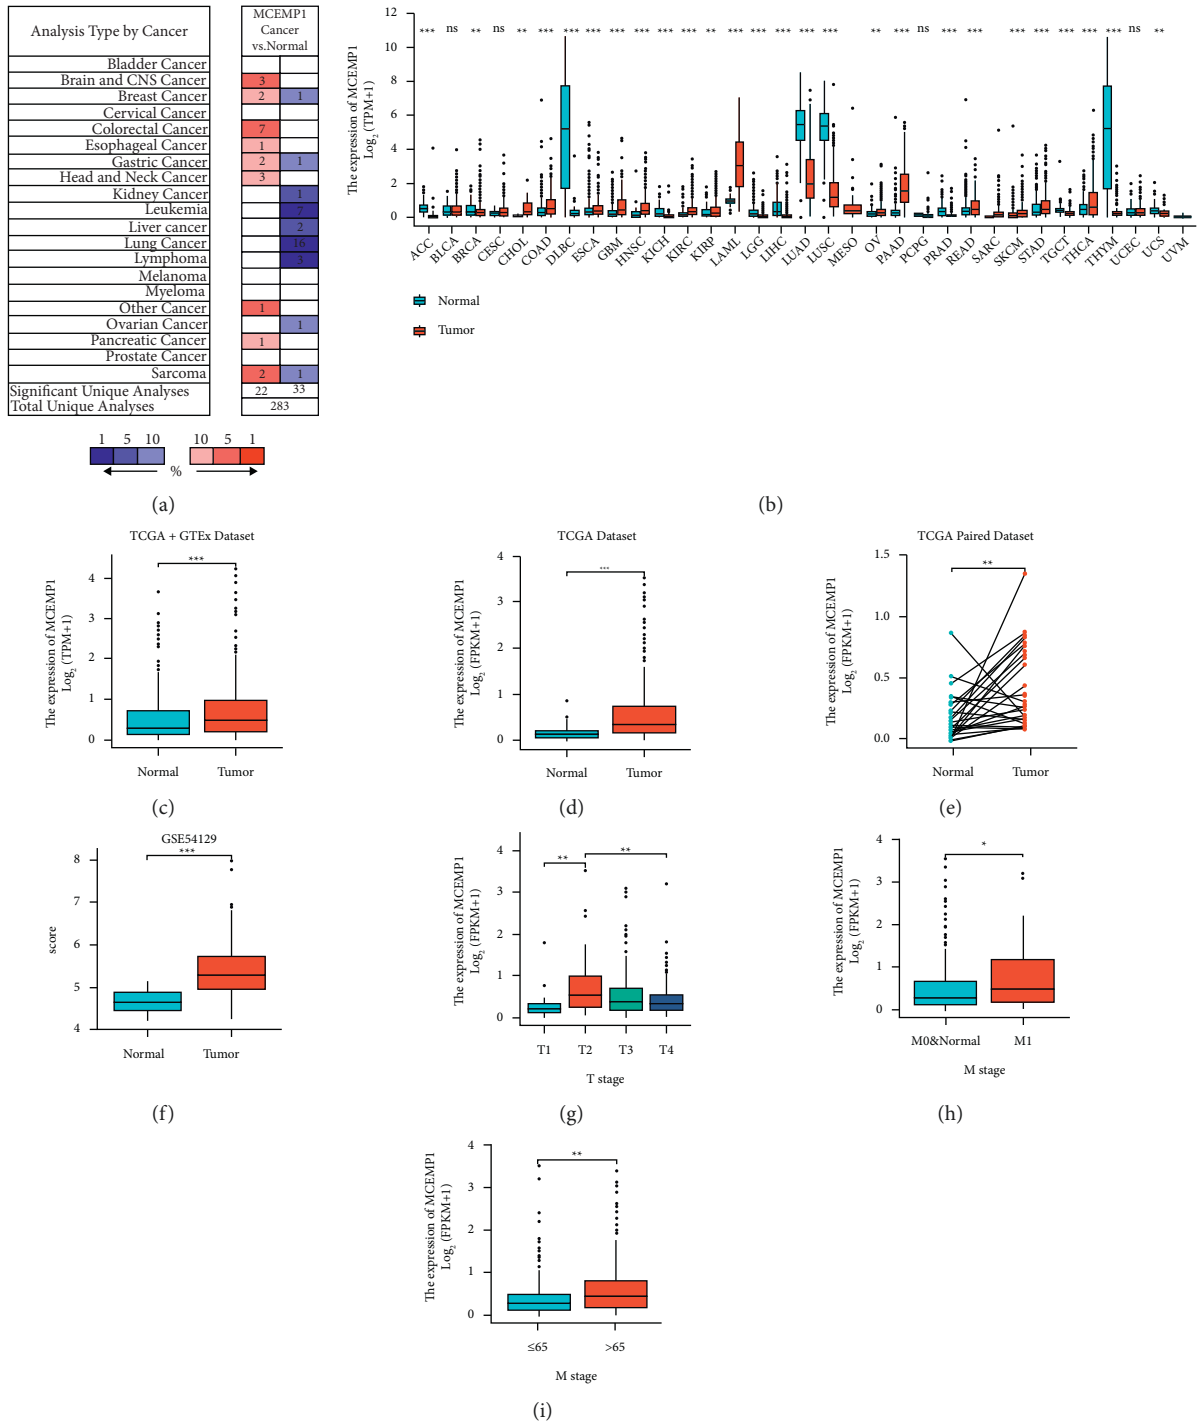 Analysis Type by Cancer
MCEMP1
Cancer
vs.Normal
Bladder Cancer
Brain and CNS Cancer 3
Breast Cancer 2 1
Cervical Cancer
Colorectal Cancer 7
Esophageal Cancer 1
Gastric Cancer 2 1
Head and Neck Cancer 3
Kidney Cancer 1
Leukemia 7
Liver cancer 2
Lung Cancer 16
Lymphoma 3
Melanoma
Myeloma
Other Cancer 1
Ovarian Cancer 1
Pancreatic Cancer 1
Prostate Cancer
Sarcoma 2 1
Significant Unique Analyses 22 33
Total Unique Analyses 283
1 5 10 10 5 1
%
(a)
The expression of MCEMP1
Log2 (TPM+1)
12
10
8
6
4
2
0
*** ns ** ns ** *** *** *** *** *** *** *** ** *** *** *** *** *** ** *** ns *** *** *** *** *** *** *** ns **
ACC BLCA BRCA CESC CHOL COAD DLBC ESCA GBM HNSC KICH KIRC KIRP LAML LGG LIHC LUAD LUSC MESO OV PAAD PCPG PRAD READ SARC SKCM STAD TGCT THCA THYM UCEC UCS UVM
Normal
Tumor
(b)
TCGA + GTEx Dataset
The expression of MCEMP1
Log2 (TPM+1)
***
4
3
2
1
0
Normal Tumor
(c)
TCGA Dataset
The expression of MCEMP1
Log2 (FPKM+1)
***
4
3
2
1
0
Normal Tumor
(d)
TCGA Paired Dataset
The expression of MCEMP1
Log2 (FPKM+1)
**
1.5
1.0
0.5
0.0
Normal Tumor
(e)
GSE54129
score
***
8
7
6
5
4
Normal Tumor
(f)
The expression of MCEMP1
Log2 (FPKM+1)
** **
4
3
2
1
0
T1 T2 T3 T4
T stage
(g)
The expression of MCEMP1
Log2 (FPKM+1)
*
4
3
2
1
0
M0&Normal M1
M stage
(h)
The expression of MCEMP1
Log2 (FPKM+1)
**
4
3
2
1
0
≤65 >65
M stage
(i)